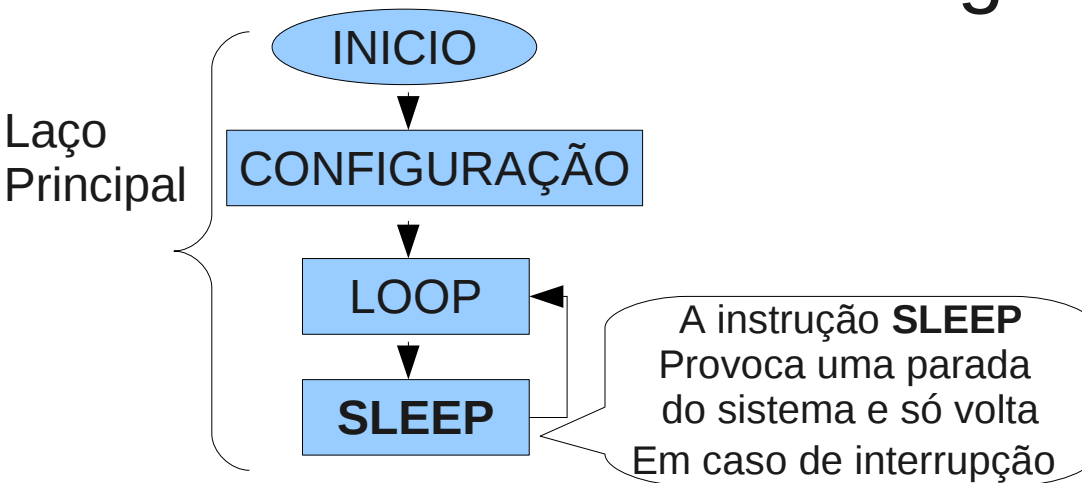 INICIO
Laço
Principal
CONFIGURAÇÃO
LOOP
SLEEP
A instrução SLEEP
Provoca uma parada
do sistema e só volta
Em caso de interrupção